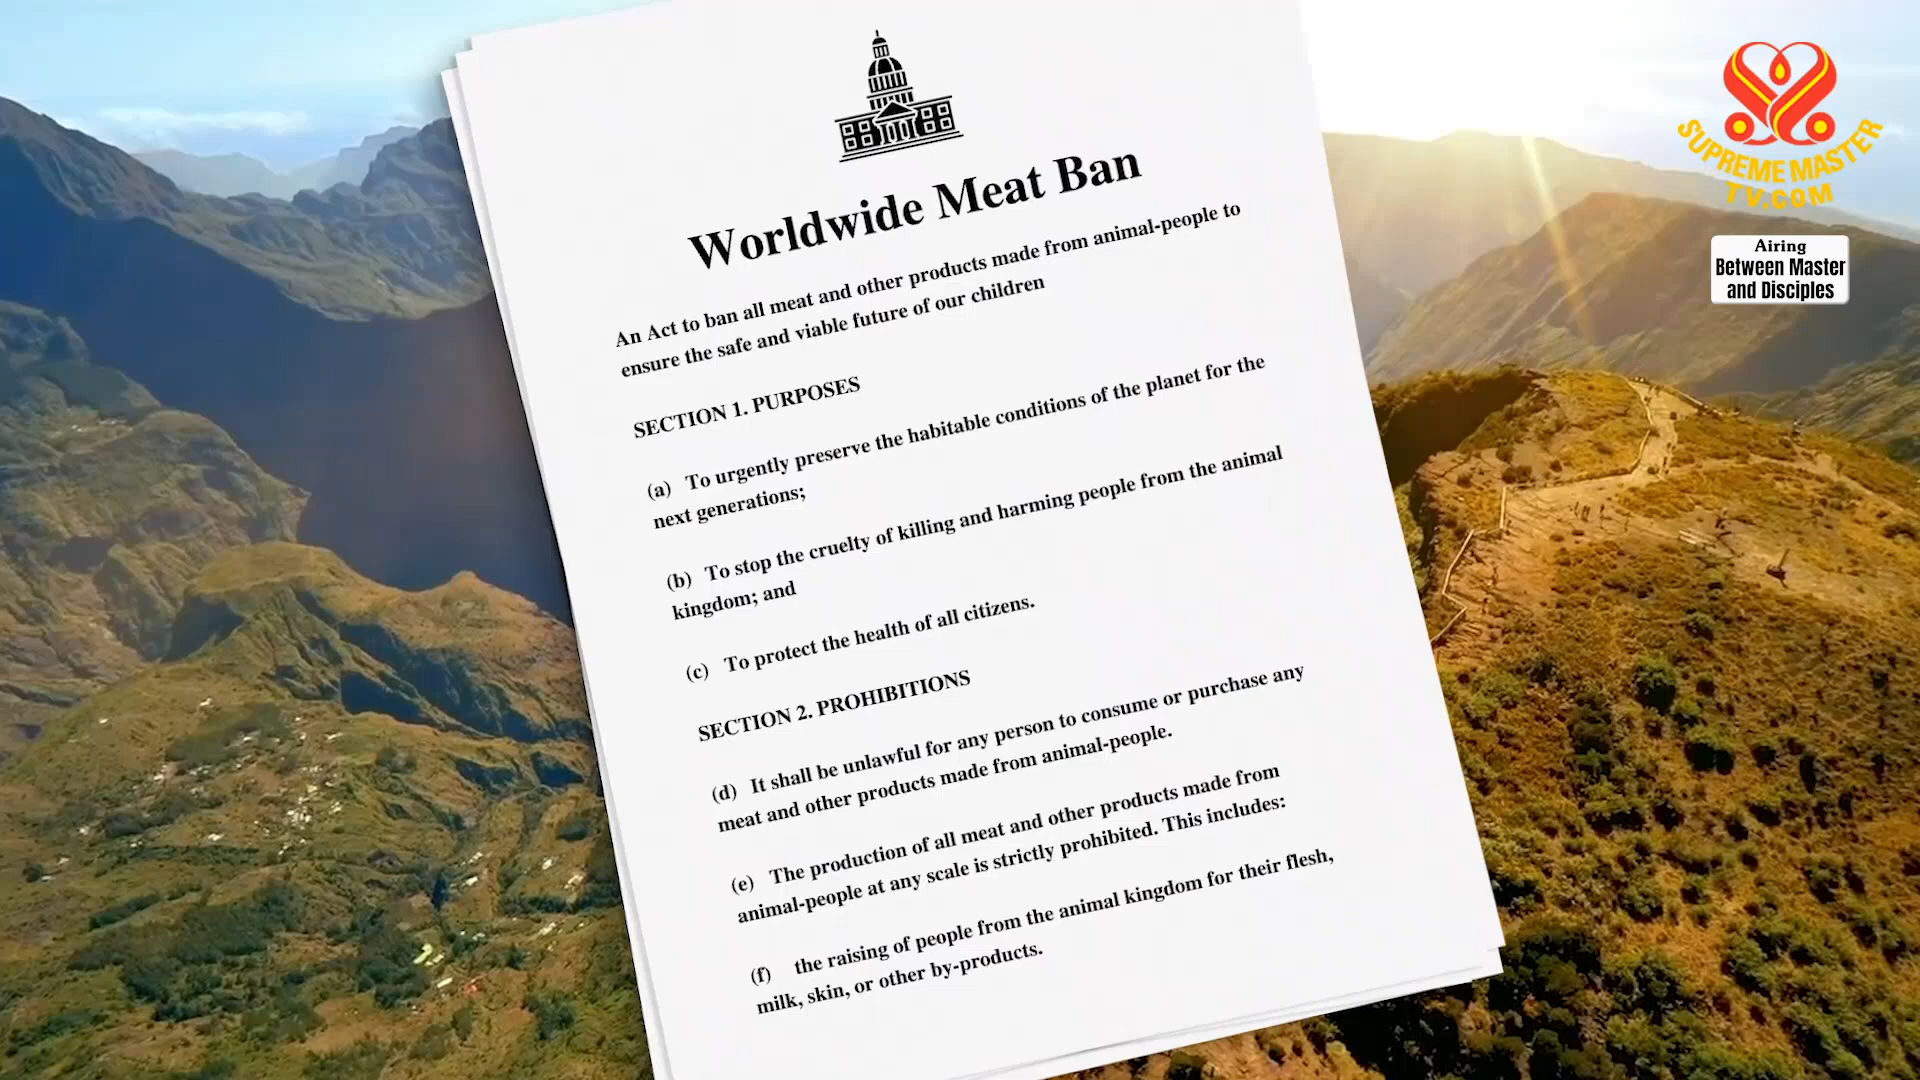 Worldwide Meat Ban
An Act to ban all meat and other products made from animal-people to
ensure the safe and viable future of our children
SECTION 1. PURPOSES
(a) To urgently preserve the habitable conditions of the planet for the
next generations;
(b) To stop the cruelty of killing and harming people from the animal
kingdom; and
(c) To protect the health of all citizens.
SECTION 2. PROHIBITIONS
(d) It shall be unlawful for any person to consume or purchase any
meat and other products made from animal-people.
(e) The production of all meat and other products made from
animal-people at any scale is strictly prohibited. This includes:
(f) the raising of people from the animal kingdom for their flesh,
milk, skin, or other by-products.
SUPREME MASTER
TV.COM
Airing
Between Master
and Disciples